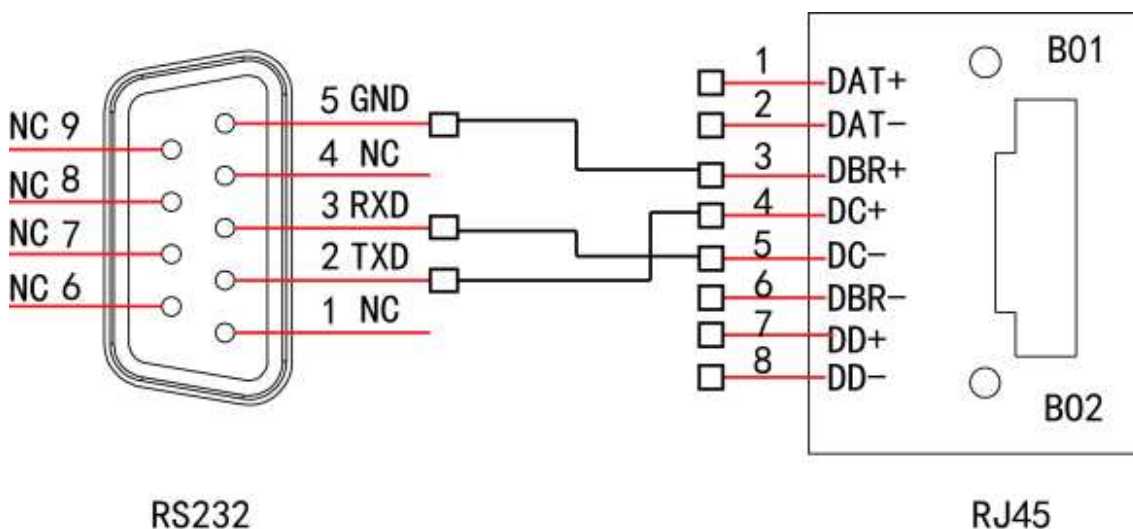 NC 9
NC 8
NC 7
NC 6
5 GND
4 NC
3 RXD
2 TXD
1 NC
1 DAT+
2 DAT-
3 DBR+
4 DC+
5 DC-
6 DBR-
7 DD+
8 DD-
B01
B02
RS232
RJ45